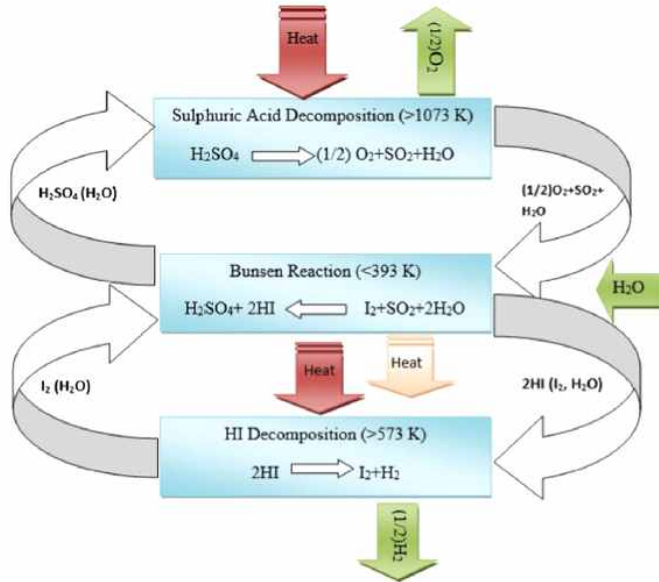 Heat
(1/2)O₂
Sulphuric Acid Decomposition (>1073 K)
H₂SO₄ ⟹ (1/2) O₂+SO₂+H₂O
H₂SO₄ (H₂O)
(1/2)O₂+SO₂+
H₂O
Bunsen Reaction (<393 K)
H₂SO₄+ 2HI ⟸ I₂+SO₂+2H₂O
H₂O
Heat
Heat
I₂ (H₂O)
2HI (I₂, H₂O)
HI Decomposition (>573 K)
2HI ⟹ I₂+H₂
(1/2)H₂